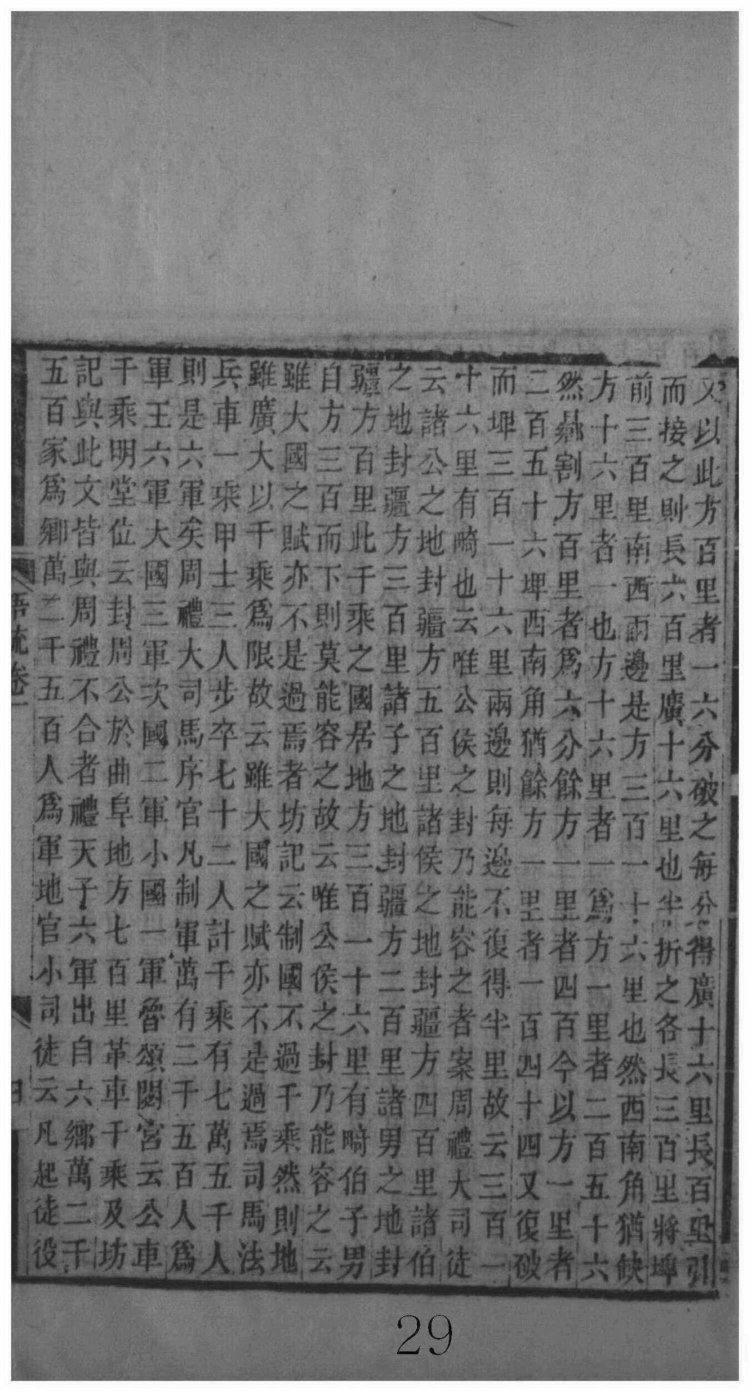 又以此方百里者一六分破之每分得廣十六里長百里引
而接之則長六百里廣十六里也半折之各長三百里將埤
前三百里南西兩邊是方三百一十六里也然西南角猶缺
方十六里者一也方十六里者一爲方一里者二百五十六
然曏割方百里者爲六分餘方一里者四百今以方一里者
二百五十六埤西南角猶餘方一里者一百四十四又復破
而埤三百一十六里兩邊則每邊不復得半里故云三百一
十六里有畸也云唯公侯之封乃能容之者案周禮大司徒
云諸公之地封疆方五百里諸侯之地封疆方四百里諸伯
之地封疆方三百里諸子之地封疆方二百里諸男之地封
疆方百里此千乘之國居地方三百一十六里有畸伯子男
自方三百而下則莫能容之故云唯公侯之封乃能容之云
雖大國之賦亦不是過焉者坊記云制國不過千乘然則地
雖廣大以千乘爲限故云雖大國之賦亦不是過焉司馬法
兵車一乘甲士三人步卒七十二人計千乘有七萬五千人
則是六軍矣周禮大司馬序官凡制軍萬有二千五百人爲
軍王六軍大國三軍次國二軍小國一軍魯頌閟宮云公車
千乘明堂位云封周公於曲阜地方七百里革車千乘及坊
記與此文皆與周禮不合者禮天子六軍出自六鄉萬二千
五百家爲鄉萬二千五百人爲軍地官小司徒云凡起徒役
語疏卷一
四
29